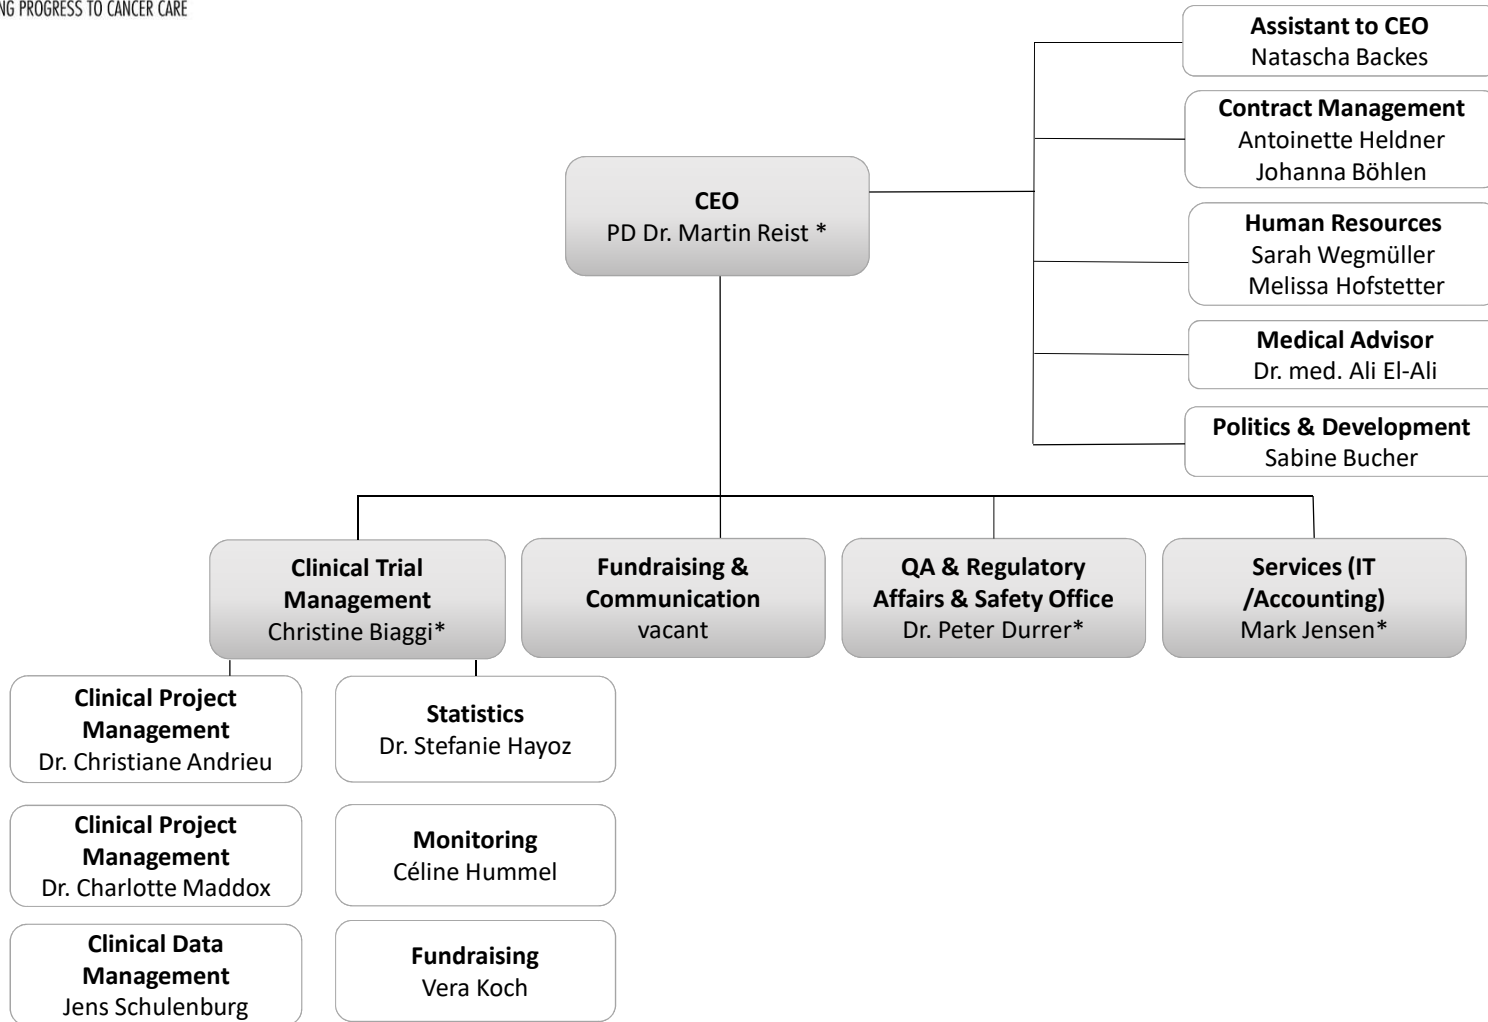 NG PROGRESS TO CANCER CARE
Assistant to CEO
Natascha Backes
Contract Management
Antoinette Heldner
Johanna Böhlen
CEO
PD Dr. Martin Reist *
Human Resources
Sarah Wegmüller
Melissa Hofstetter
Medical Advisor
Dr. med. Ali El-Ali
Politics & Development
Sabine Bucher
Clinical Trial
Management
Christine Biaggi*
Fundraising &
Communication
vacant
QA & Regulatory
Affairs & Safety Office
Dr. Peter Durrer*
Services (IT
/Accounting)
Mark Jensen*
Clinical Project
Management
Dr. Christiane Andrieu
Statistics
Dr. Stefanie Hayoz
Clinical Project
Management
Dr. Charlotte Maddox
Monitoring
Céline Hummel
Clinical Data
Management
Jens Schulenburg
Fundraising
Vera Koch